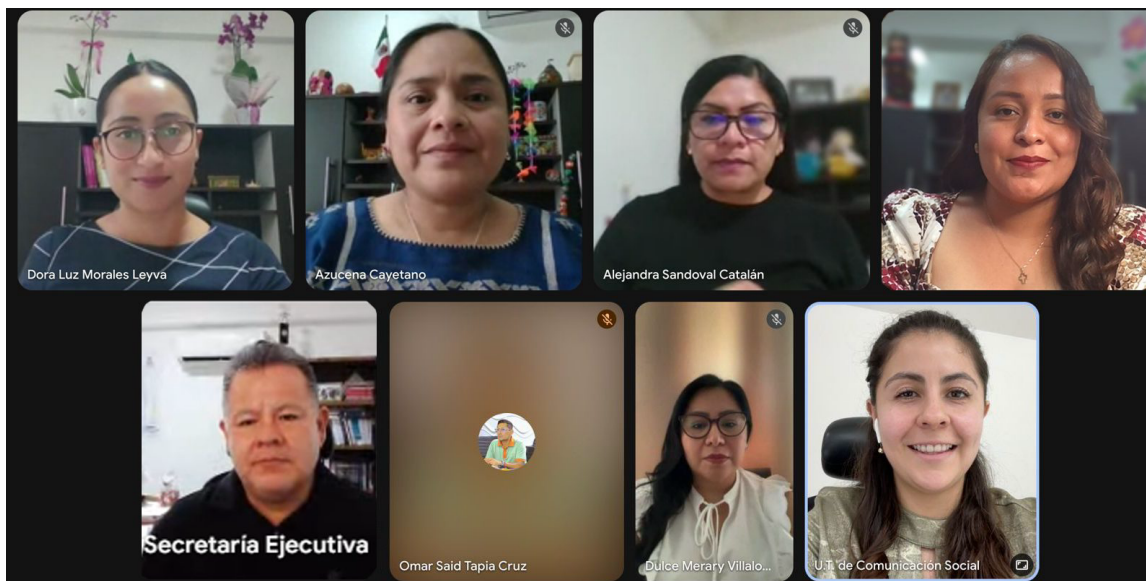 Dora Luz Morales Leyva
Azucena Cayetano
Alejandra Sandoval Catalán
Secretaría Ejecutiva
Omar Said Tapia Cruz
Dulce Merary Villalo...
U.T. de Comunicación Social